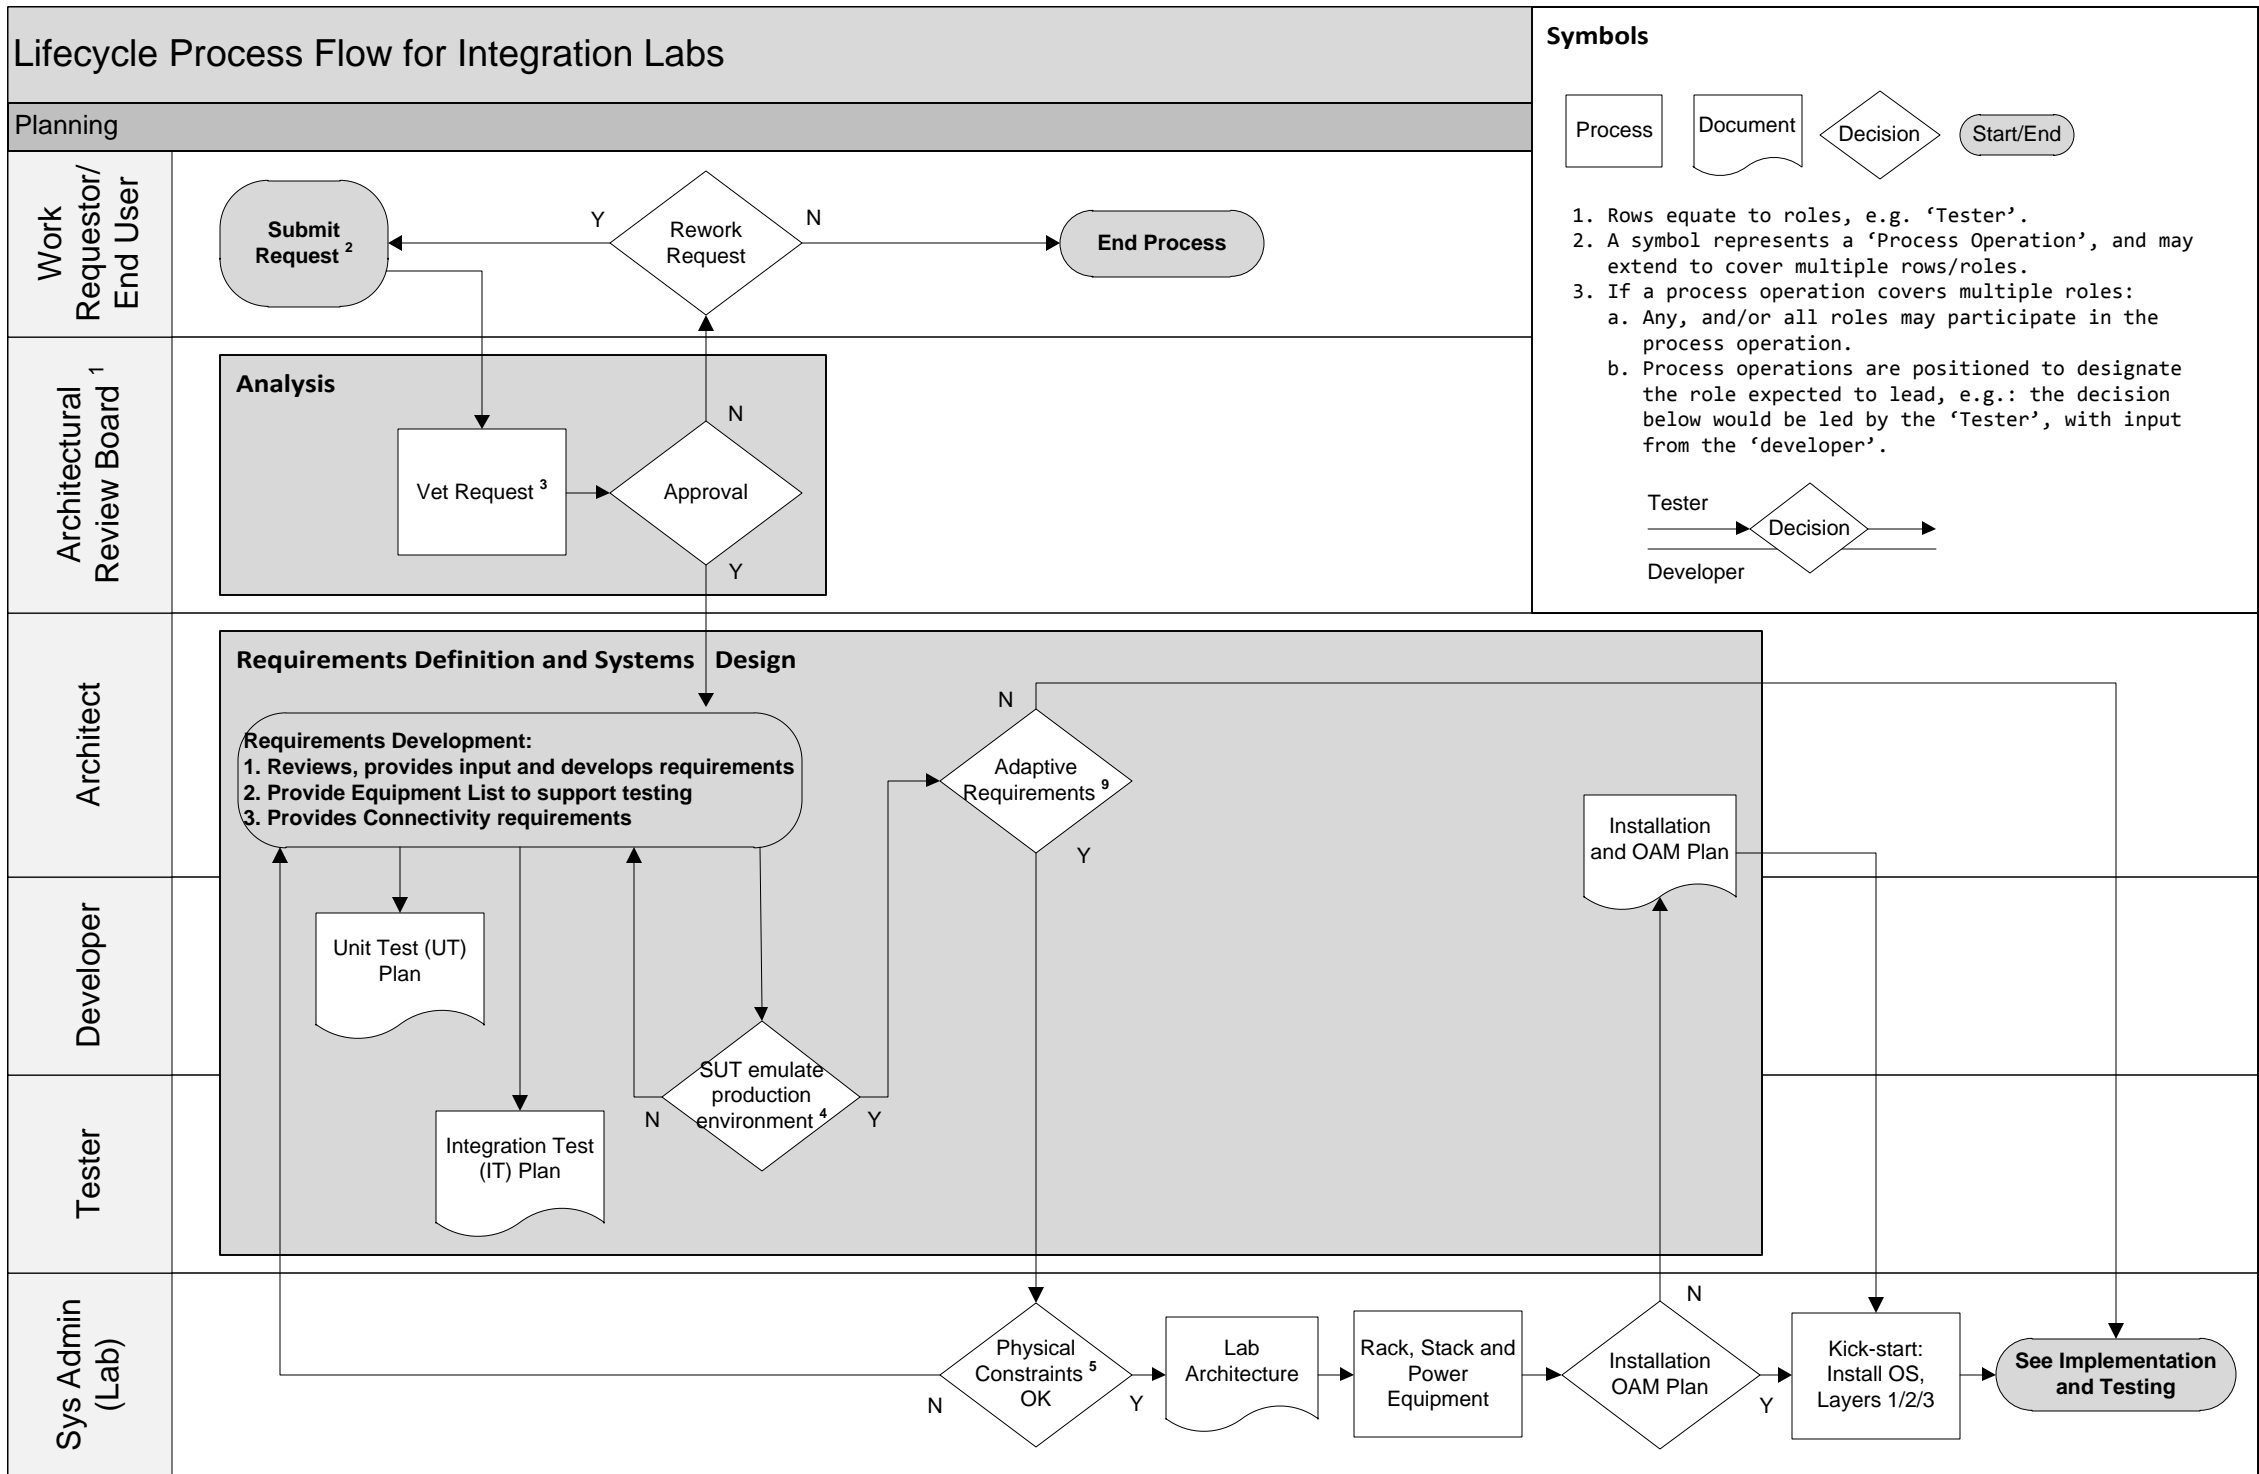 Lifecycle Process Flow for Integration Labs
Planning
Symbols
Process
Document
Decision
Start/End
1. Rows equate to roles, e.g. ‘Tester’.
2. A symbol represents a ‘Process Operation’, and may
extend to cover multiple rows/roles.
3. If a process operation covers multiple roles:
a. Any, and/or all roles may participate in the
process operation.
b. Process operations are positioned to designate
the role expected to lead, e.g.: the decision
below would be led by the ‘Tester’, with input
from the ‘developer’.
Tester
Decision
Developer
Work
Requestor/
End User
Submit
Request 2
Y
Rework
Request
N
End Process
Architectural
Review Board 1
Analysis
Vet Request 3
N
Approval
Y
Architect
Requirements Definition and Systems Design
Requirements Development:
1. Reviews, provides input and develops requirements
2. Provide Equipment List to support testing
3. Provides Connectivity requirements
N
Adaptive
Requirements 9
Y
Installation
and OAM Plan
Developer
Unit Test (UT)
Plan
SUT emulate
production
environment 4
N
Y
Tester
Integration Test
(IT) Plan
Sys Admin
(Lab)
Physical
Constraints 5
OK
N
Y
Lab
Architecture
Rack, Stack and
Power
Equipment
N
Installation
OAM Plan
Y
Kick-start:
Install OS,
Layers 1/2/3
See Implementation
and Testing